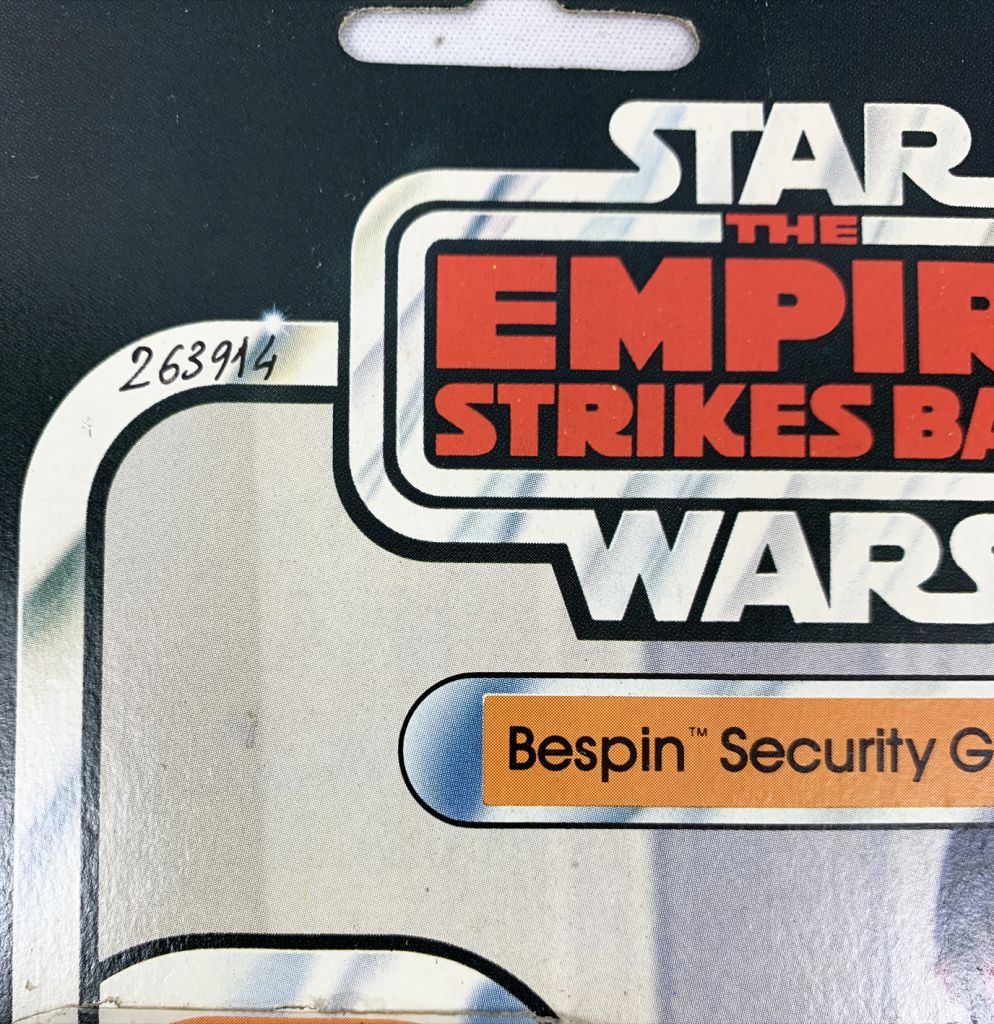 STAR
THE
EMPIR
STRIKES BA
WARS
263914
Bespin™ Security G